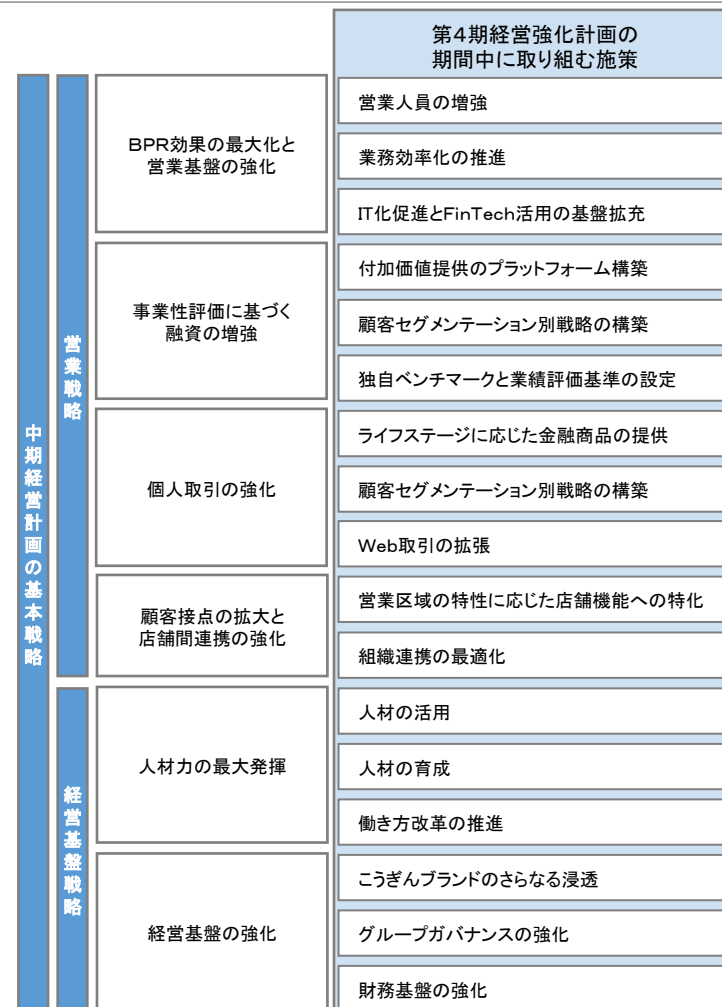 第4期経営強化計画の
期間中に取り組む施策
中期経営計画の基本戦略
営業戦略
BPR効果の最大化と
営業基盤の強化
営業人員の増強
業務効率化の推進
IT化促進とFinTech活用の基盤拡充
事業性評価に基づく
融資の増強
付加価値提供のプラットフォーム構築
顧客セグメンテーション別戦略の構築
独自ベンチマークと業績評価基準の設定
個人取引の強化
ライフステージに応じた金融商品の提供
顧客セグメンテーション別戦略の構築
Web取引の拡張
顧客接点の拡大と
店舗間連携の強化
営業区域の特性に応じた店舗機能への特化
組織連携の最適化
経営基盤戦略
人材力の最大発揮
人材の活用
人材の育成
働き方改革の推進
経営基盤の強化
こうぎんブランドのさらなる浸透
グループガバナンスの強化
財務基盤の強化